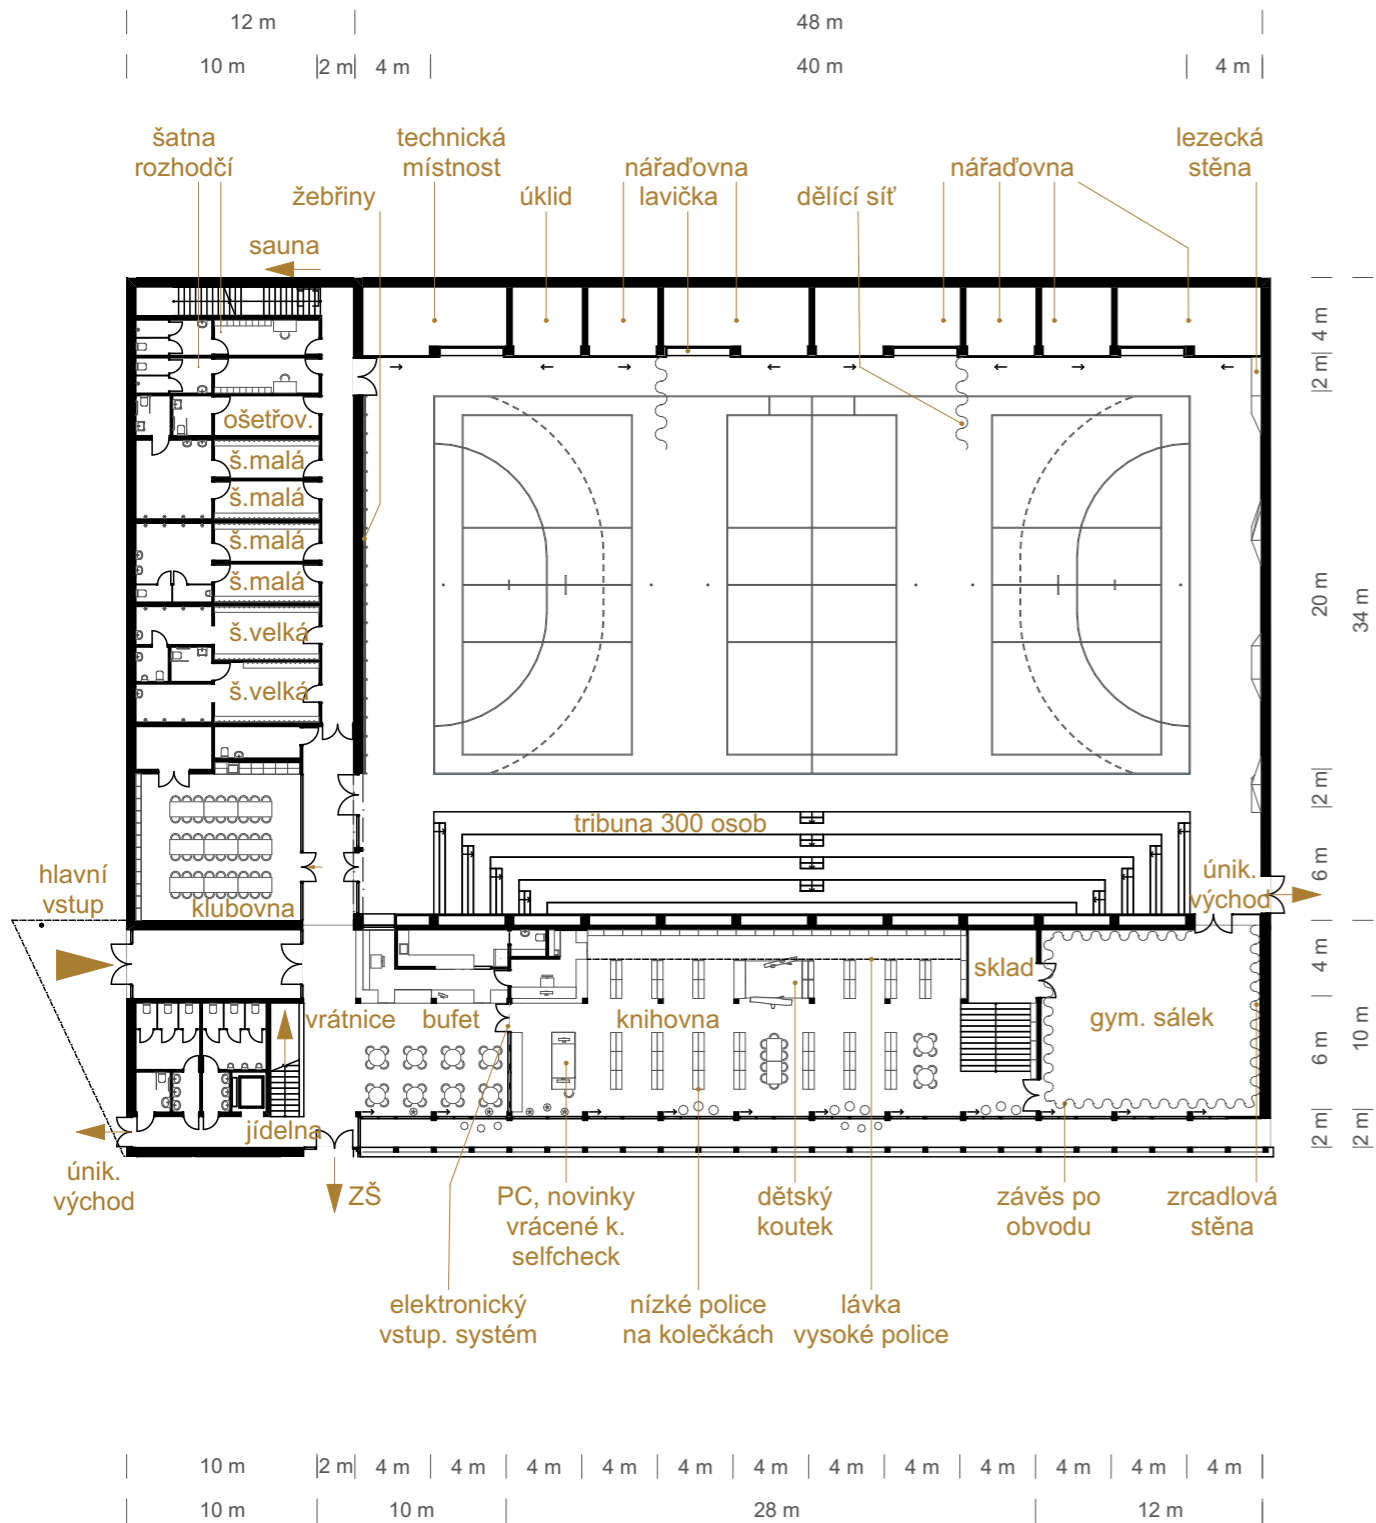 12 m
48 m
10 m
2 m
4 m
40 m
4 m
šatna
rozhodčí
technická
místnost
lezecká
stěna
žebřiny
úklid
nářaďovna
lavička
dělící síť
nářaďovna
sauna
4 m
2 m
ošetřov.
š.malá
š.malá
š.malá
š.malá
š.velká
š.velká
20 m
34 m
2 m
tribuna 300 osob
6 m
hlavní
vstup
klubovna
únik.
východ
4 m
sklad
vrátnice
bufet
knihovna
gym. sálek
6 m
10 m
jídelna
2 m
2 m
únik.
východ
ZŠ
PC, novinky
vrácené k.
selfcheck
dětský
koutek
závěs po
obvodu
zrcadlová
stěna
elektronický
vstup. systém
nízké police
na kolečkách
lávka
vysoké police
10 m
2 m
4 m
4 m
4 m
4 m
4 m
4 m
4 m
4 m
4 m
4 m
4 m
4 m
10 m
10 m
28 m
12 m